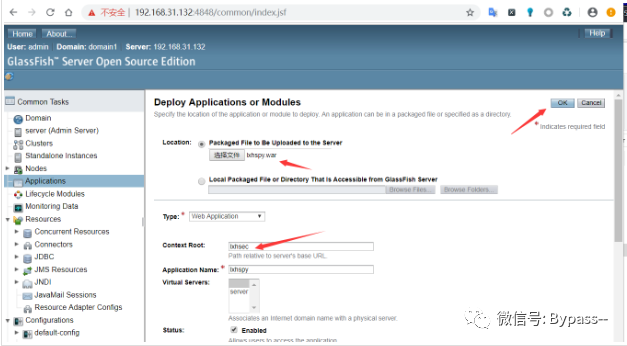 不安全 | 192.168.31.132:4848/common/index.jsf
Home About... Help
User: admin Domain: domain1 Server: 192.168.31.132
GlassFish™ Server Open Source Edition
Common Tasks
Domain
server (Admin Server)
Clusters
Standalone Instances
Nodes
Applications
Lifecycle Modules
Monitoring Data
Resources
Concurrent Resources
Connectors
JDBC
JMS Resources
JNDI
JavaMail Sessions
Resource Adapter Configs
Configurations
default-config
Deploy Applications or Modules
OK Cancel
Specify the location of the application or module to deploy. An application can be in a packaged file or specified as a directory.
* Indicates required field
Location: Packaged File to Be Uploaded to the Server
选择文件 lxhspy.war
Local Packaged File or Directory That Is Accessible from GlassFish Server
Browse Files... Browse Folders...
Type: * Web Application
Context Root: lxhsec
Path relative to server's base URL.
Application Name: * lxhspy
Virtual Servers:
server
Associates an Internet domain name with a physical server.
Status: Enabled
Allows users to access the application.
微信号: Bypass--